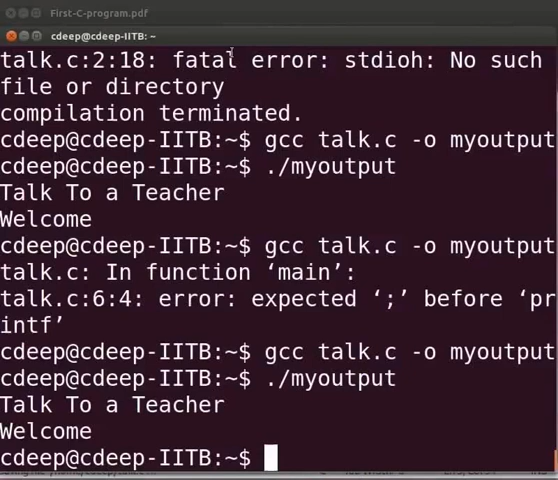 First-C-program.pdf
cdeep@cdeep-IITB: ~
talk.c:2:18: fatal error: stdioh: No such
file or directory
compilation terminated.
cdeep@cdeep-IITB:~$ gcc talk.c -o myoutput
cdeep@cdeep-IITB:~$ ./myoutput
Talk To a Teacher
Welcome
cdeep@cdeep-IITB:~$ gcc talk.c -o myoutput
talk.c: In function ‘main’:
talk.c:6:4: error: expected ‘;’ before ‘pr
intf’
cdeep@cdeep-IITB:~$ gcc talk.c -o myoutput
cdeep@cdeep-IITB:~$ ./myoutput
Talk To a Teacher
Welcome
cdeep@cdeep-IITB:~$